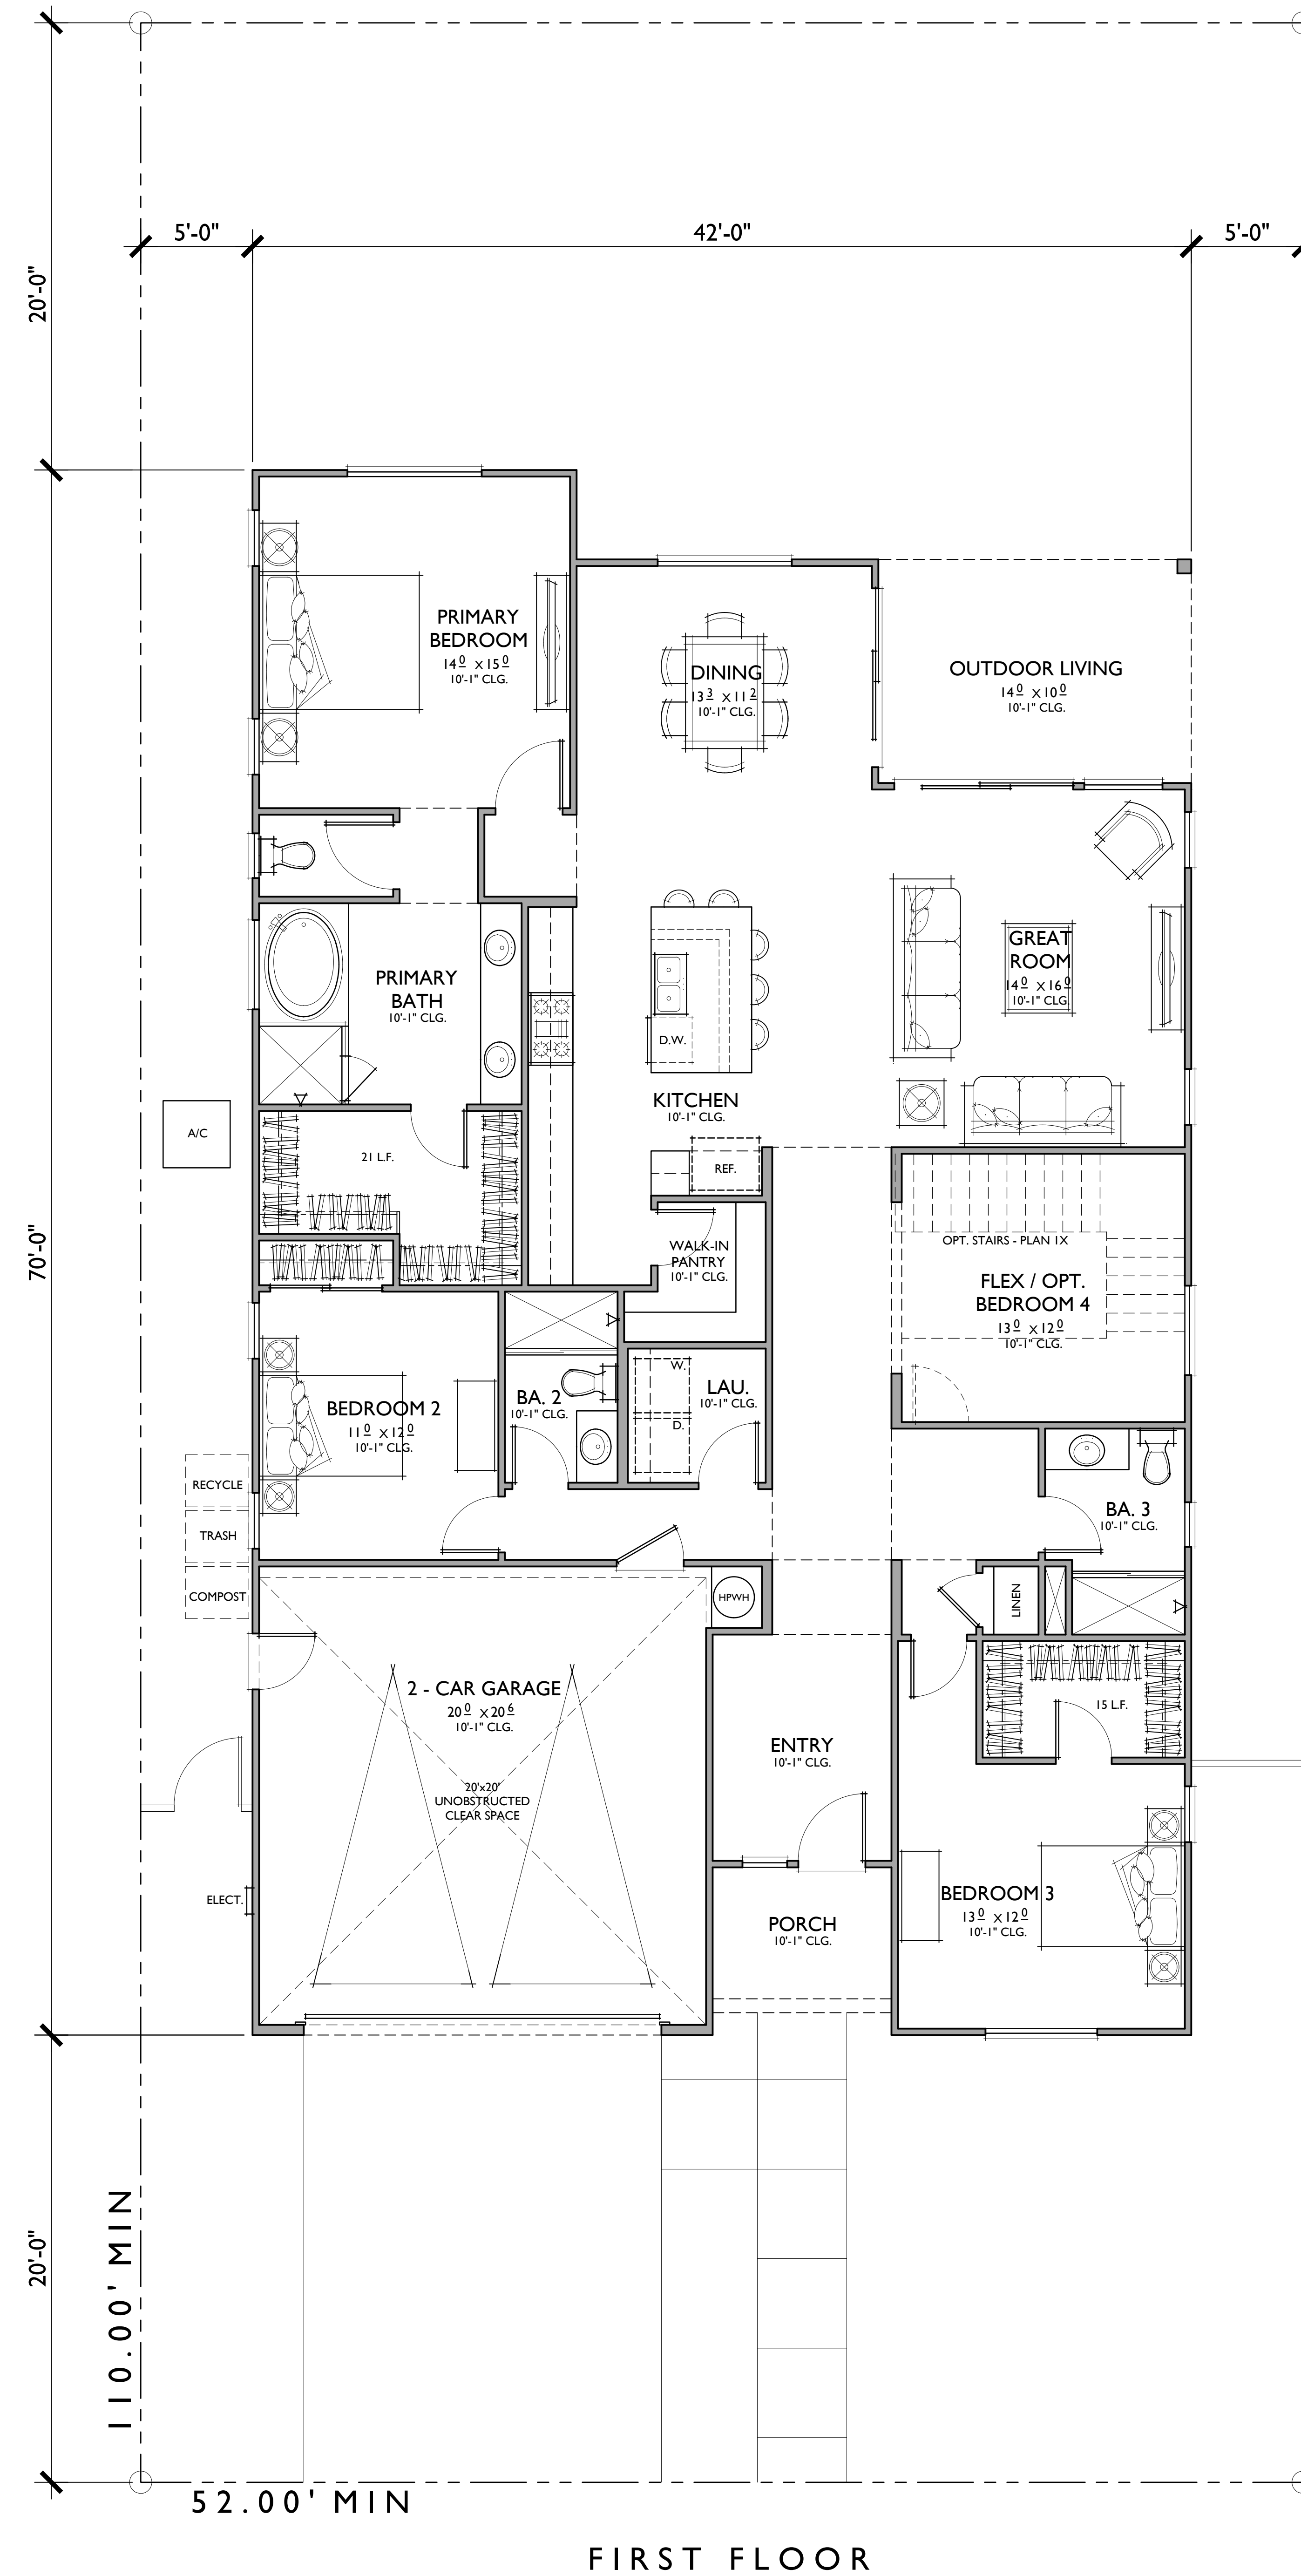 5'-0"
42'-0"
5'-0"
20'-0"
PRIMARY
BEDROOM
14⁰ x 15⁰
10'-1" CLG.
DINING
13³ x 11²
10'-1" CLG.
OUTDOOR LIVING
14⁰ x 10⁰
10'-1" CLG.
GREAT
ROOM
14⁰ x 16⁰
10'-1" CLG.
PRIMARY
BATH
10'-1" CLG.
D.W.
KITCHEN
10'-1" CLG.
A/C
21 L.F.
REF.
70'-0"
WALK-IN
PANTRY
10'-1" CLG.
OPT. STAIRS - PLAN 1X
FLEX / OPT.
BEDROOM 4
13⁰ x 12⁰
10'-1" CLG.
BEDROOM 2
11⁰ x 12⁰
10'-1" CLG.
BA. 2
10'-1" CLG.
W.
D.
LAU.
10'-1" CLG.
RECYCLE
TRASH
COMPOST
BA. 3
10'-1" CLG.
HPWH
LINEN
2 - CAR GARAGE
20⁰ x 20⁶
10'-1" CLG.
15 L.F.
ENTRY
10'-1" CLG.
20'x20'
UNOBSTRUCTED
CLEAR SPACE
ELECT.
BEDROOM 3
13⁰ x 12⁰
10'-1" CLG.
PORCH
10'-1" CLG.
20'-0"
110.00' MIN
52.00' MIN
FIRST FLOOR